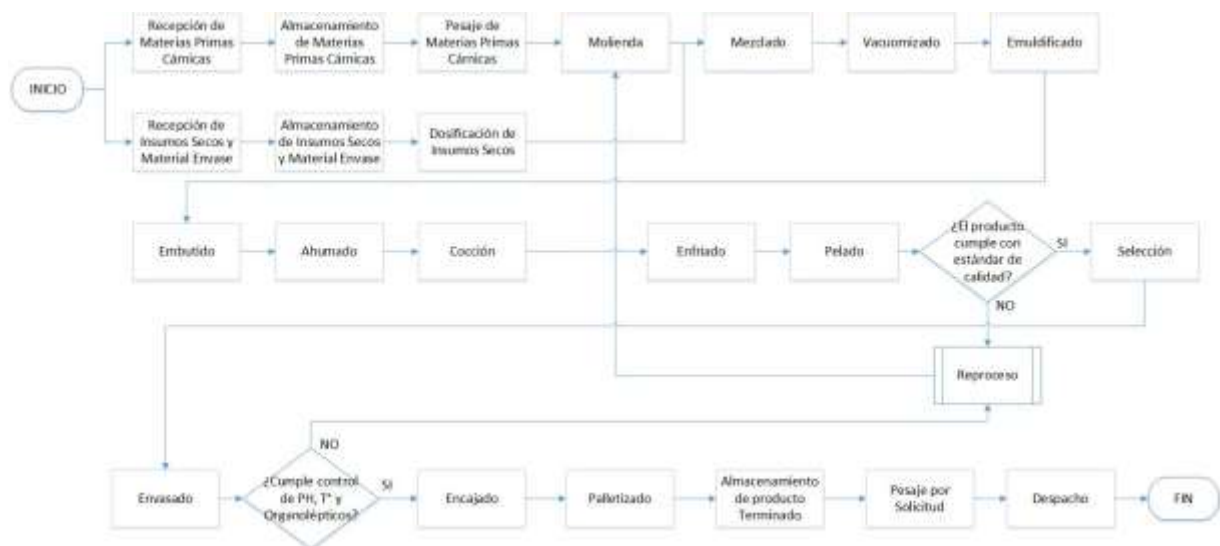 INICIO
Recepción de
Materias Primas
Cárnicas
Almacenamiento
de Materias
Primas Cárnicas
Pesaje de
Materias Primas
Cárnicas
Molienda
Mezclado
Vacuomizado
Emuldificado
Recepción de
Insumos Secos y
Material Envase
Almacenamiento
de Insumos Secos
y Material Envase
Dosificación de
Insumos Secos
Embutido
Ahumado
Cocción
Enfriado
Pelado
¿El producto
cumple con
estándar de
calidad?
SI
Selección
NO
Reproceso
NO
Envasado
¿Cumple control
de PH, T° y
Organolépticos?
SI
Encajado
Palletizado
Almacenamiento
de producto
Terminado
Pesaje por
Solicitud
Despacho
FIN